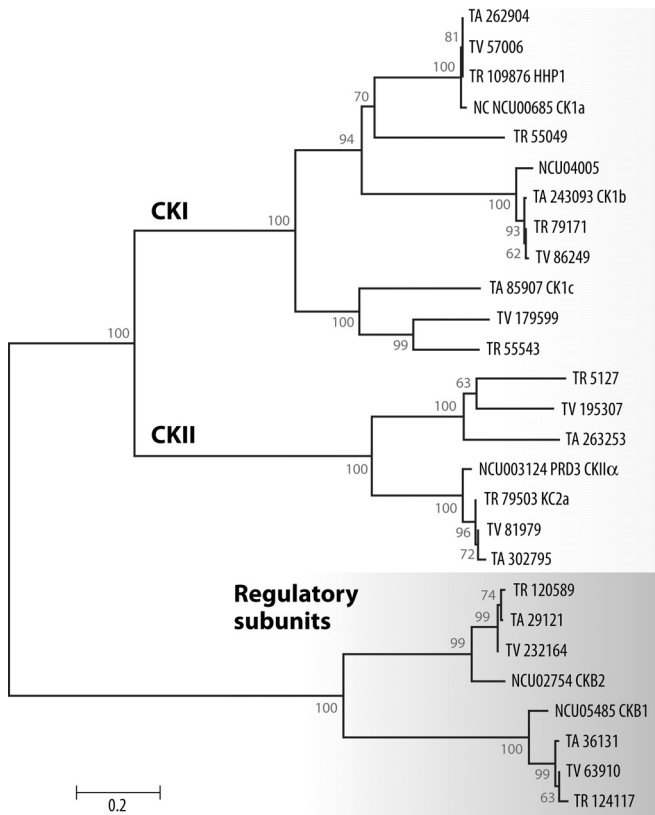 TA 262904
81
TV 57006
100
TR 109876 HHP1
70
NC NCU00685 CK1a
94
TR 55049
NCU04005
TA 243093 CK1b
100
CKI
100
TR 79171
93
62
TV 86249
TA 85907 CK1c
100
TV 179599
99
TR 55543
100
TR 5127
63
100
TV 195307
CKII
TA 263253
100
NCU003124 PRD3 CKIIα
TR 79503 KC2a
100
TV 81979
96
72
TA 302795
Regulatory
subunits
TR 120589
74
99
TA 29121
99
TV 232164
NCU02754 CKB2
100
NCU05485 CKB1
100
TA 36131
TV 63910
99
63
TR 124117
0.2